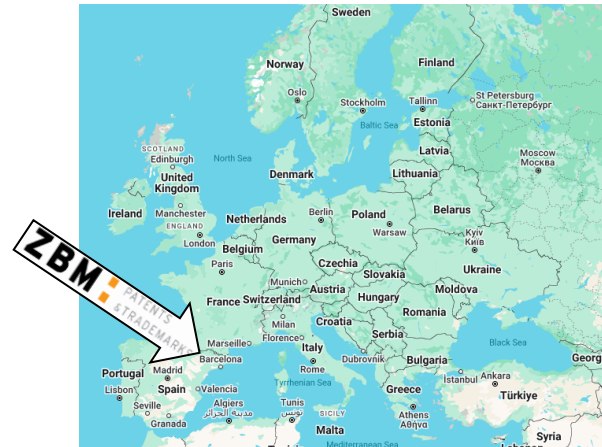 Sweden
Norway
Finland
Oslo
Stockholm
Tallinn
St Petersburg
Санкт-Петербург
Estonia
Baltic Sea
SCOTLAND
Edinburgh
North Sea
Latvia
Moscow
Москва
United
Kingdom
Denmark
Lithuania
Ireland
Manchester
ENGLAND
London
Netherlands
Berlin
Poland
Warsaw
Belarus
Belgium
Germany
Kyiv
Київ
Paris
Czechia
Slovakia
Ukraine
ZBM:
PATENTS
&TRADEMARKS
Munich
Austria
Hungary
Moldova
France
Switzerland
Romania
Milan
Croatia
Marseille
Florence
Serbia
Black Sea
Barcelona
Italy
Dubrovnik
Bulgaria
Georg
Portugal
Madrid
Rome
İstanbul
Ankara
Lisbon
Spain
Valencia
Tyrrhenian Sea
Greece
Türkiye
Seville
Granada
Algiers
مدينة الجزائر
Tunis
تونس
SICILY
Athens
Αθήνα
Malta
Syria
Mediterranean Sea